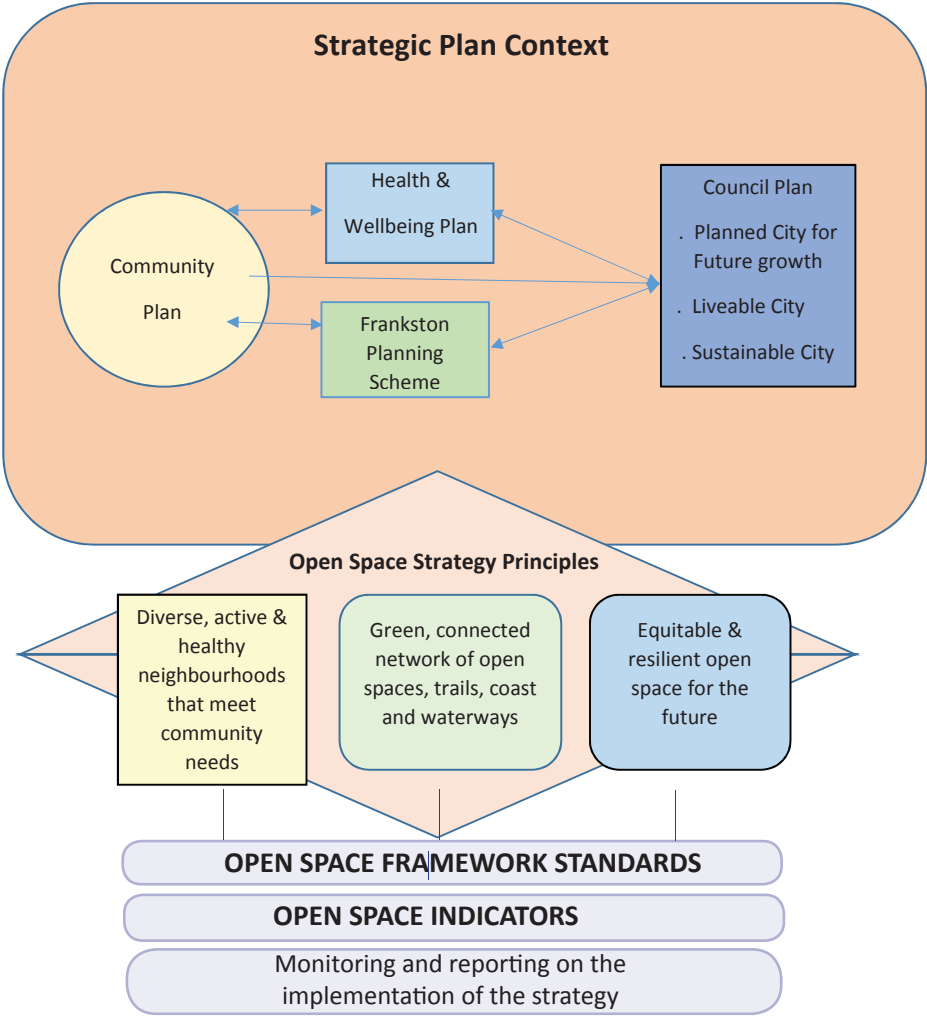 Strategic Plan Context
Community
Plan
Health &
Wellbeing Plan
Frankston
Planning
Scheme
Council Plan
. Planned City for
Future growth
. Liveable City
. Sustainable City
Open Space Strategy Principles
Diverse, active &
healthy
neighbourhoods
that meet
community
needs
Green, connected
network of open
spaces, trails, coast
and waterways
Equitable &
resilient open
space for the
future
OPEN SPACE FRAMEWORK STANDARDS
OPEN SPACE INDICATORS
Monitoring and reporting on the
implementation of the strategy